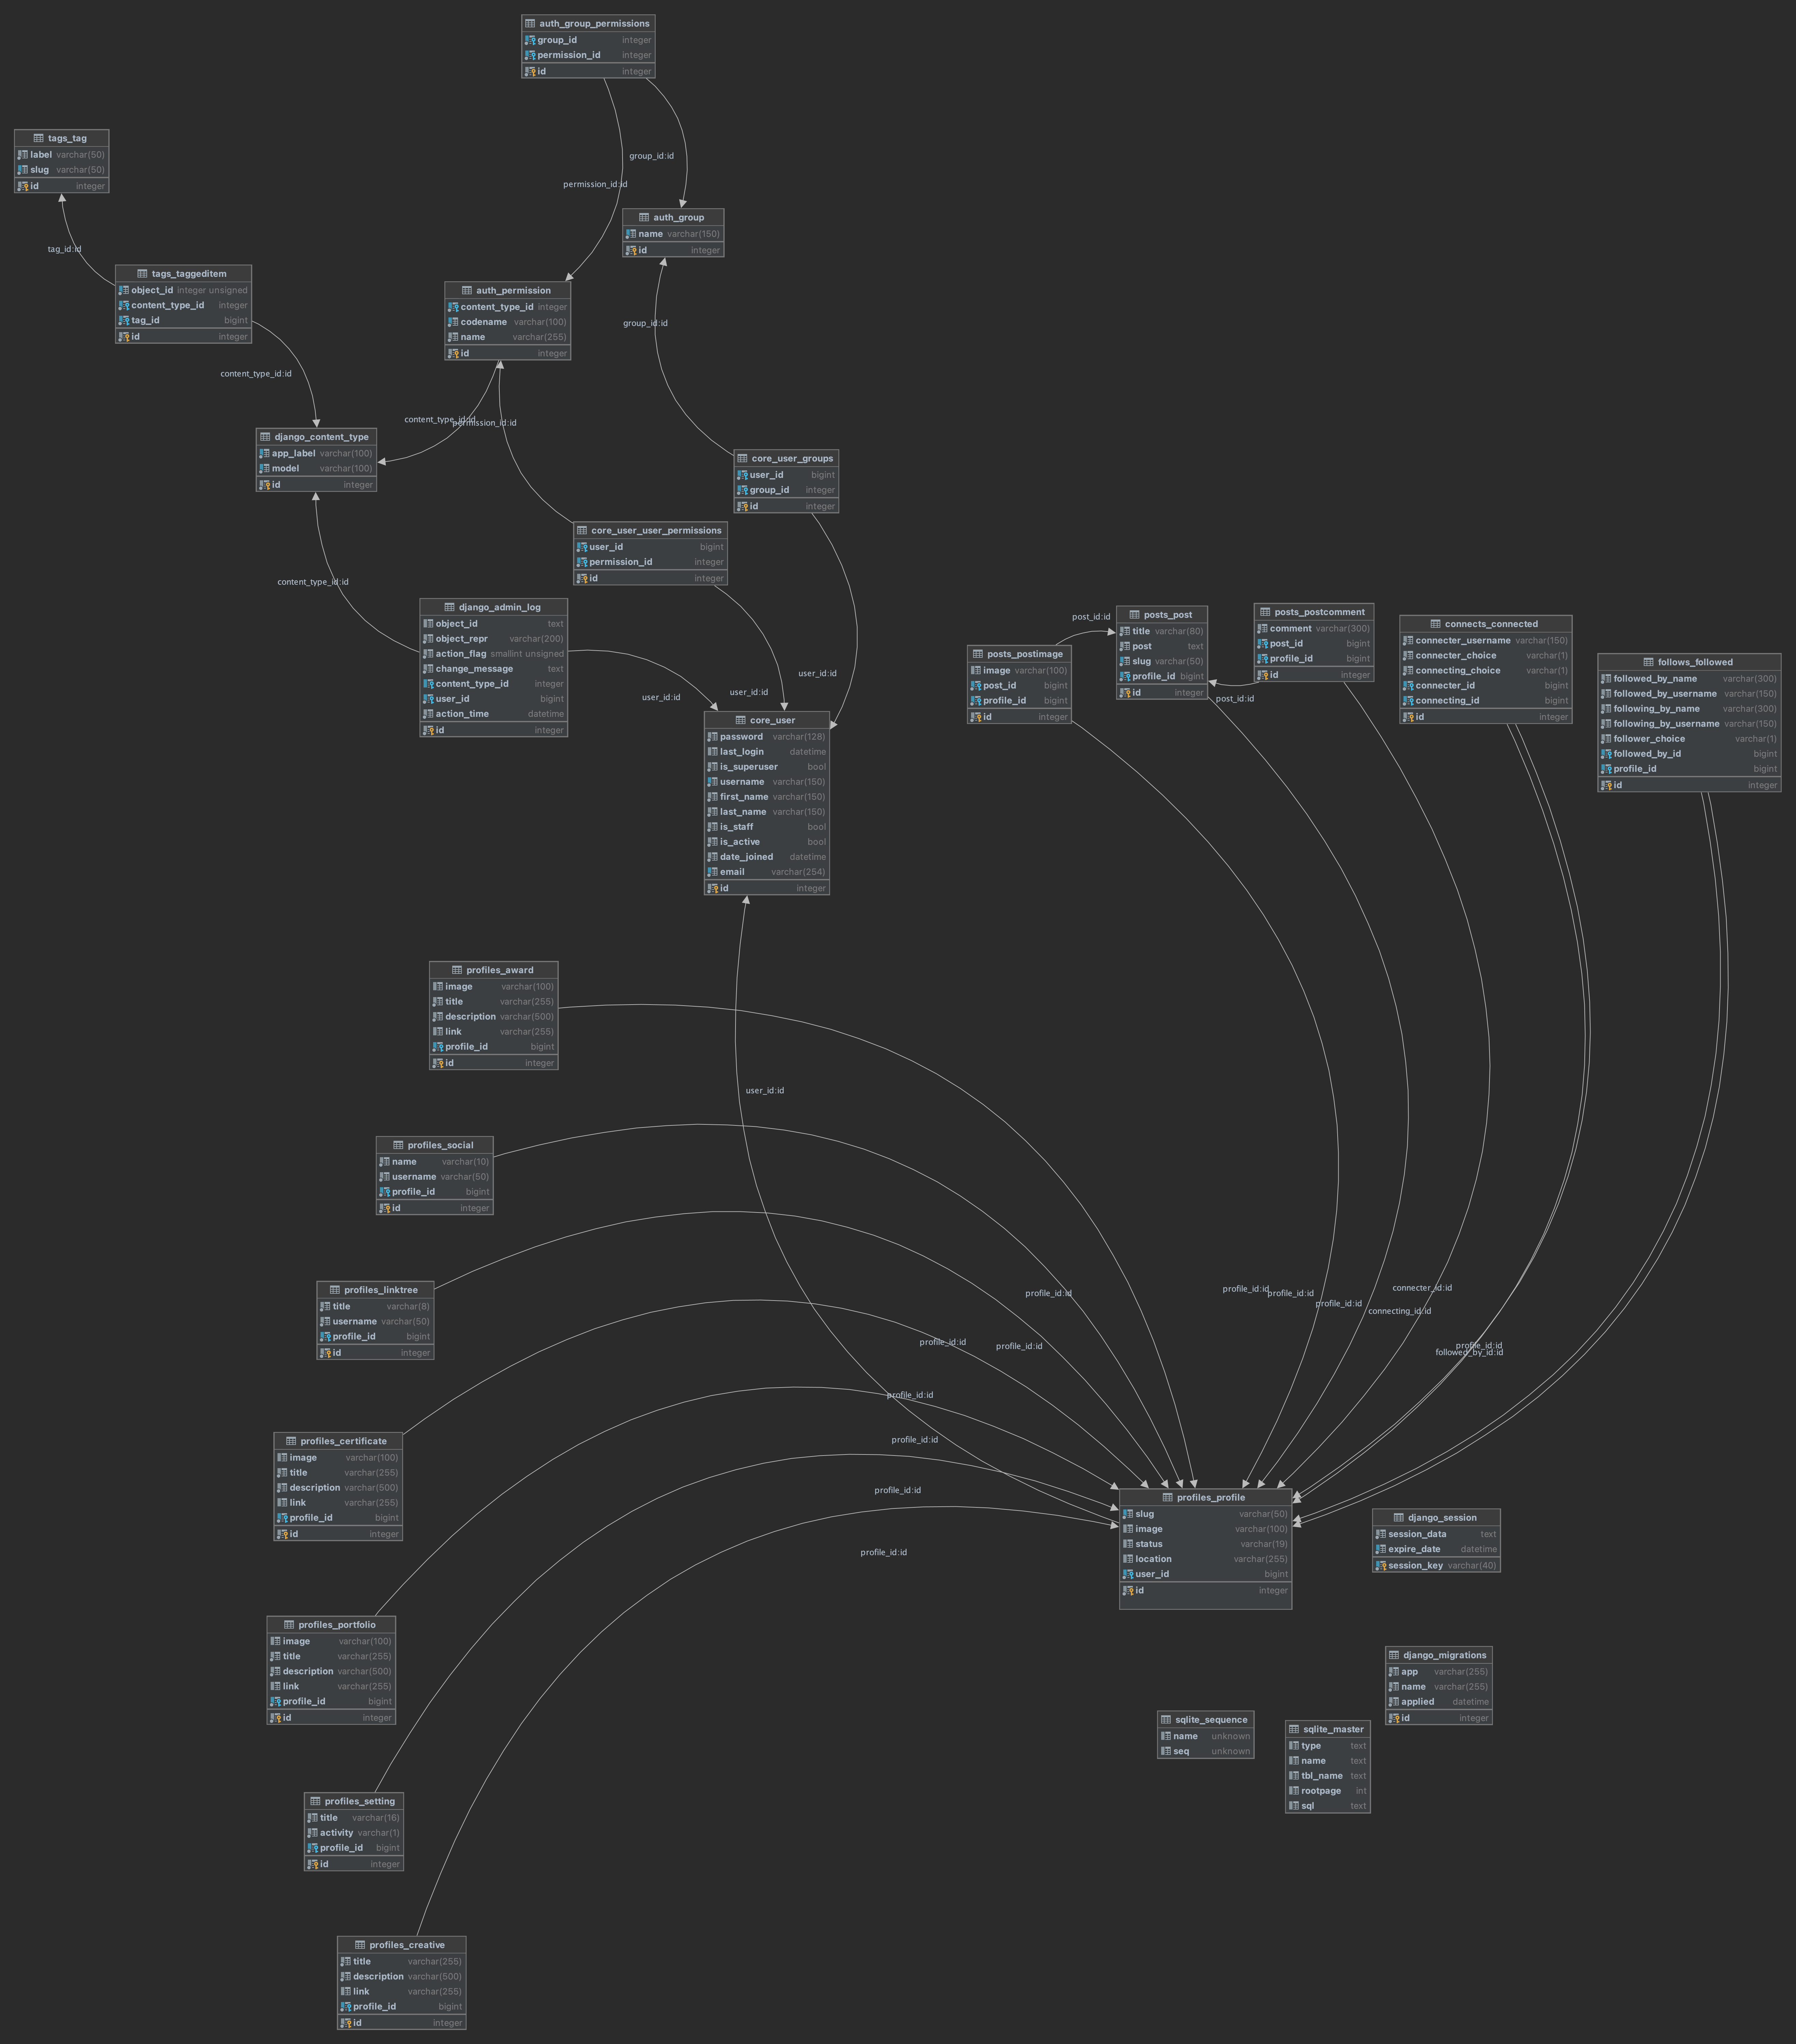 auth_group_permissions
group_id integer
permission_id integer
id integer
tags_tag
label varchar(50)
slug varchar(50)
id integer
group_id:id
permission_id:id
auth_group
name varchar(150)
id integer
tag_id:id
tags_taggeditem
object_id integer unsigned
content_type_id integer
tag_id bigint
id integer
auth_permission
content_type_id integer
codename varchar(100)
name varchar(255)
id integer
group_id:id
content_type_id:id
content_type_id:id
permission_id:id
django_content_type
app_label varchar(100)
model varchar(100)
id integer
core_user_groups
user_id bigint
group_id integer
id integer
core_user_user_permissions
user_id bigint
permission_id integer
id integer
content_type_id:id
django_admin_log
object_id text
object_repr varchar(200)
action_flag smallint unsigned
change_message text
content_type_id integer
user_id bigint
action_time datetime
id integer
user_id:id
user_id:id
user_id:id
core_user
password varchar(128)
last_login datetime
is_superuser bool
username varchar(150)
first_name varchar(150)
last_name varchar(150)
is_staff bool
is_active bool
date_joined datetime
email varchar(254)
id integer
post_id:id
posts_postimage
image varchar(100)
post_id bigint
profile_id bigint
id integer
posts_post
title varchar(80)
post text
slug varchar(50)
profile_id bigint
id integer
post_id:id
posts_postcomment
comment varchar(300)
post_id bigint
profile_id bigint
id integer
connects_connected
connecter_username varchar(150)
connecter_choice varchar(1)
connecting_choice varchar(1)
connecter_id bigint
connecting_id bigint
id integer
follows_followed
followed_by_name varchar(300)
followed_by_username varchar(150)
following_by_name varchar(300)
following_by_username varchar(150)
follower_choice varchar(1)
followed_by_id bigint
profile_id bigint
id integer
profiles_award
image varchar(100)
title varchar(255)
description varchar(500)
link varchar(255)
profile_id bigint
id integer
user_id:id
profiles_social
name varchar(10)
username varchar(50)
profile_id bigint
id integer
profiles_linktree
title varchar(8)
username varchar(50)
profile_id bigint
id integer
profile_id:id
profile_id:id
profile_id:id
profile_id:id
connecter_id:id
connecting_id:id
profile_id:id
followed_by_id:id
profile_id:id
profile_id:id
profile_id:id
profile_id:id
profile_id:id
profile_id:id
profiles_certificate
image varchar(100)
title varchar(255)
description varchar(500)
link varchar(255)
profile_id bigint
id integer
profiles_profile
slug varchar(50)
image varchar(100)
status varchar(19)
location varchar(255)
user_id bigint
id integer
django_session
session_data text
expire_date datetime
session_key varchar(40)
profiles_portfolio
image varchar(100)
title varchar(255)
description varchar(500)
link varchar(255)
profile_id bigint
id integer
django_migrations
app varchar(255)
name varchar(255)
applied datetime
id integer
sqlite_sequence
name unknown
seq unknown
sqlite_master
type text
name text
tbl_name text
rootpage int
sql text
profiles_setting
title varchar(16)
activity varchar(1)
profile_id bigint
id integer
profiles_creative
title varchar(255)
description varchar(500)
link varchar(255)
profile_id bigint
id integer